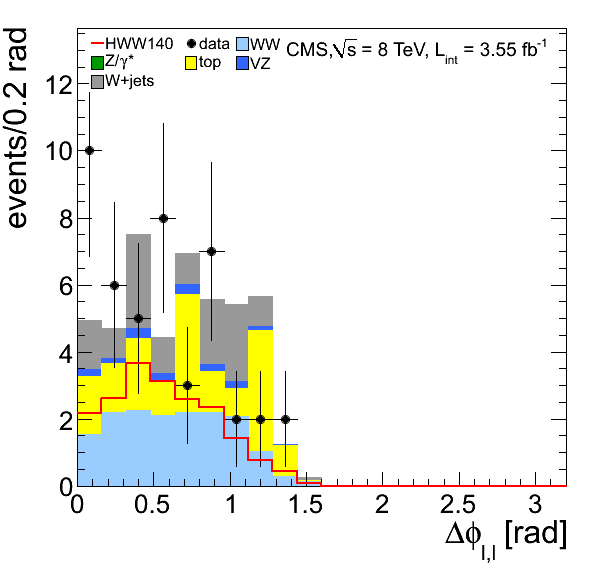 HWW140 data WW CMS,√s = 8 TeV, L_int = 3.55 fb^-1
Z/γ* top VZ
W+jets
events/0.2 rad
12
10
8
6
4
2
0
0 0.5 1 1.5 2 2.5 3
Δϕ_l,l [rad]